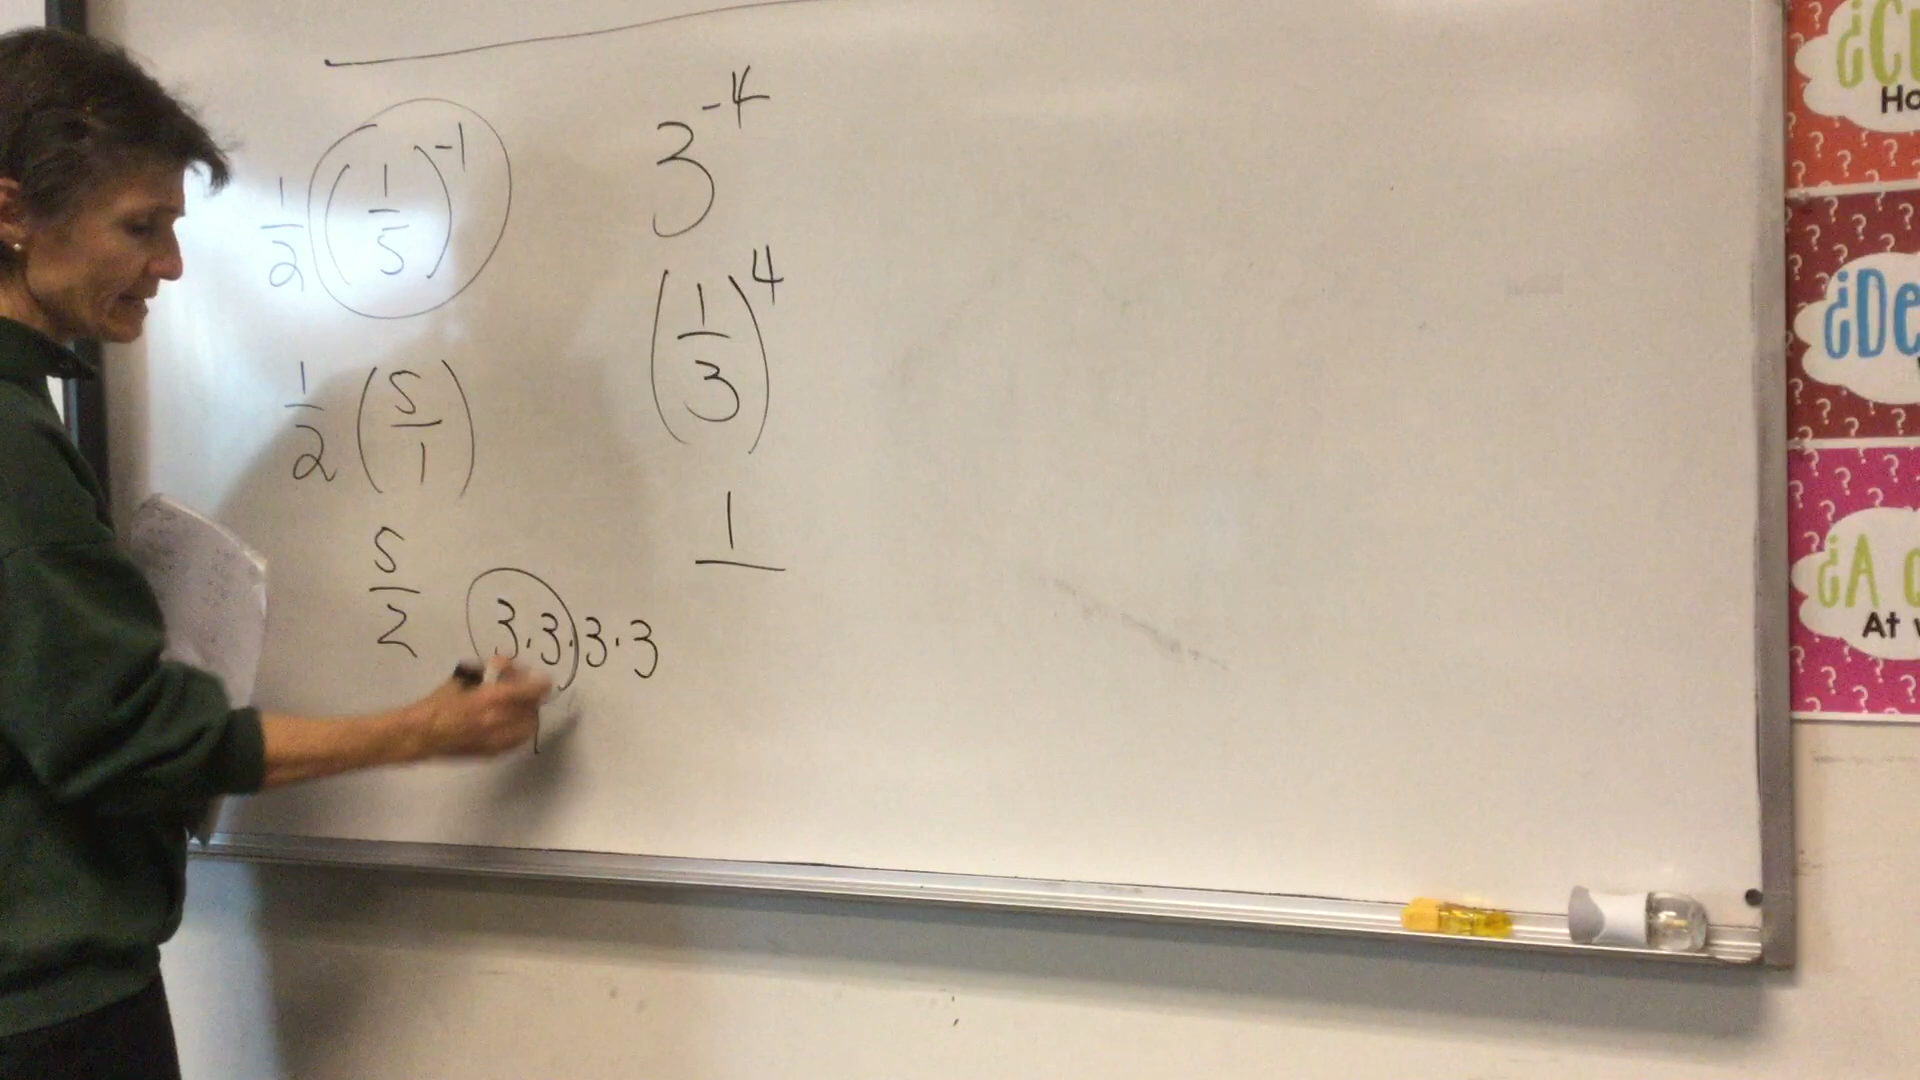 1/2 (1/5)^-1
1/2 (5/1)
5/2
3·3·3·3
3^-4
(1/3)^4
1
Ho
¿De
¿A
At